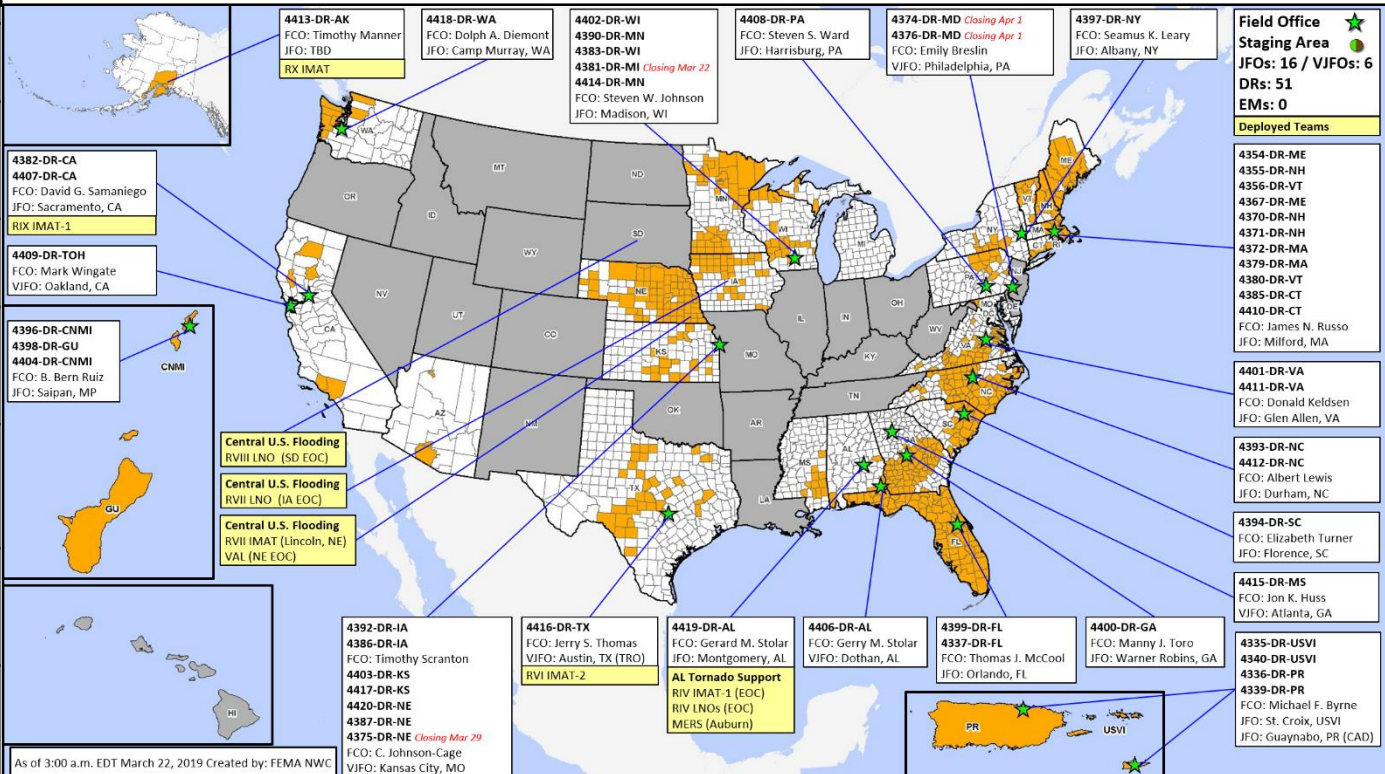 4413-DR-AK
FCO: Timothy Manner
JFO: TBD
RX IMAT
4418-DR-WA
FCO: Dolph A. Diemont
JFO: Camp Murray, WA
4402-DR-WI
4390-DR-MN
4383-DR-WI
4381-DR-MI Closing Mar 22
4414-DR-MN
FCO: Steven W. Johnson
JFO: Madison, WI
4408-DR-PA
FCO: Steven S. Ward
JFO: Harrisburg, PA
4374-DR-MD Closing Apr 1
4376-DR-MD Closing Apr 1
FCO: Emily Breslin
VJFO: Philadelphia, PA
4397-DR-NY
FCO: Seamus K. Leary
JFO: Albany, NY
Field Office
Staging Area
JFOs: 16 / VJFOs: 6
DRs: 51
EMs: 0
Deployed Teams
4382-DR-CA
4407-DR-CA
FCO: David G. Samaniego
JFO: Sacramento, CA
RIX IMAT-1
4409-DR-TOH
FCO: Mark Wingate
VJFO: Oakland, CA
4396-DR-CNMI
4398-DR-GU
4404-DR-CNMI
FCO: B. Bern Ruiz
JFO: Saipan, MP
CNMI
GU
HI
WA
OR
CA
NV
ID
MT
WY
UT
AZ
CO
NM
ND
SD
NE
KS
OK
TX
MN
IA
MO
AR
LA
WI
IL
MI
IN
OH
KY
TN
MS
AL
GA
FL
SC
NC
VA
WV
MD
DC
DE
PA
NJ
NY
CT
RI
MA
VT
NH
ME
4354-DR-ME
4355-DR-NH
4356-DR-VT
4367-DR-ME
4370-DR-NH
4371-DR-NH
4372-DR-MA
4379-DR-MA
4380-DR-VT
4385-DR-CT
4410-DR-CT
FCO: James N. Russo
JFO: Milford, MA
4401-DR-VA
4411-DR-VA
FCO: Donald Keldsen
JFO: Glen Allen, VA
4393-DR-NC
4412-DR-NC
FCO: Albert Lewis
JFO: Durham, NC
4394-DR-SC
FCO: Elizabeth Turner
JFO: Florence, SC
4415-DR-MS
FCO: Jon K. Huss
VJFO: Atlanta, GA
Central U.S. Flooding
RVIII LNO (SD EOC)
Central U.S. Flooding
RVII LNO (IA EOC)
Central U.S. Flooding
RVII IMAT (Lincoln, NE)
VAL (NE EOC)
4392-DR-IA
4386-DR-IA
FCO: Timothy Scranton
4403-DR-KS
4417-DR-KS
4420-DR-NE
4387-DR-NE
4375-DR-NE Closing Mar 29
FCO: C. Johnson-Cage
VJFO: Kansas City, MO
4416-DR-TX
FCO: Jerry S. Thomas
VJFO: Austin, TX (TRO)
RVI IMAT-2
4419-DR-AL
FCO: Gerard M. Stolar
JFO: Montgomery, AL
AL Tornado Support
RIV IMAT-1 (EOC)
RIV LNOs (EOC)
MERS (Auburn)
4406-DR-AL
FCO: Gerry M. Stolar
VJFO: Dothan, AL
4399-DR-FL
4337-DR-FL
FCO: Thomas J. McCool
JFO: Orlando, FL
4400-DR-GA
FCO: Manny J. Toro
JFO: Warner Robins, GA
4335-DR-USVI
4340-DR-USVI
4336-DR-PR
4339-DR-PR
FCO: Michael F. Byrne
JFO: St. Croix, USVI
JFO: Guaynabo, PR (CAD)
PR
USVI
As of 3:00 a.m. EDT March 22, 2019 Created by: FEMA NWC